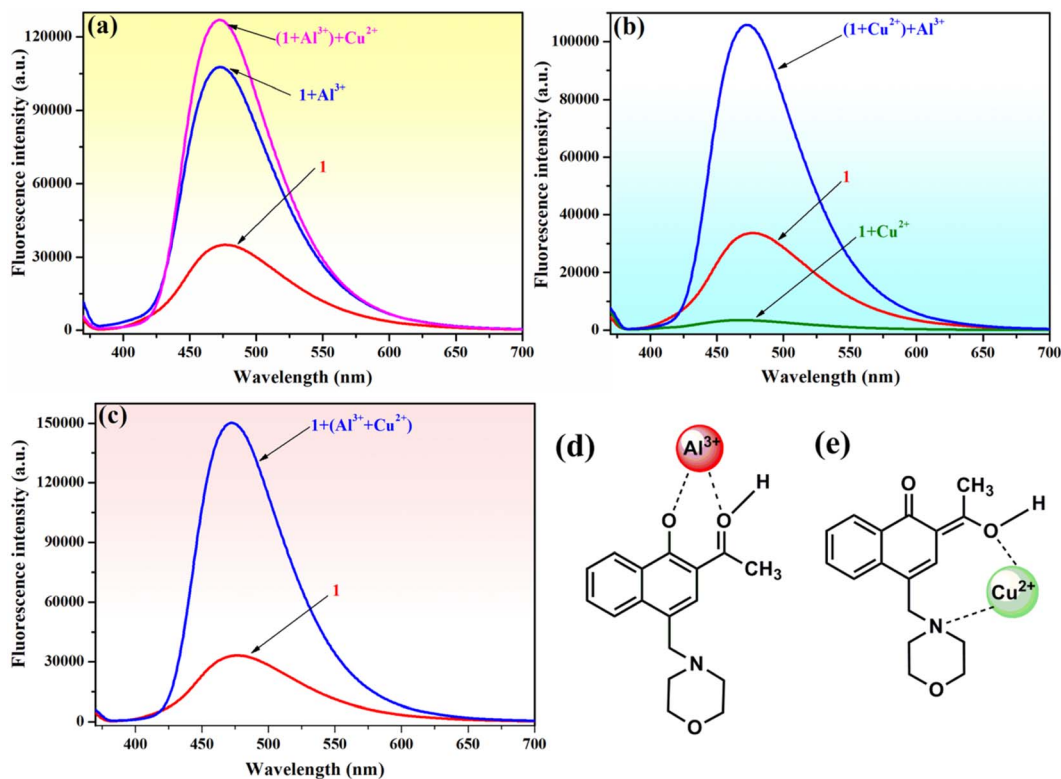 (a)
(1+Al³⁺)+Cu²⁺
1+Al³⁺
1
Fluorescence intensity (a.u.)
120000
90000
60000
30000
0
400 450 500 550 600 650 700
Wavelength (nm)
(b)
(1+Cu²⁺)+Al³⁺
1
1+Cu²⁺
Fluorescence intensity (a.u.)
100000
80000
60000
40000
20000
0
400 450 500 550 600 650 700
Wavelength (nm)
(c)
1+(Al³⁺+Cu²⁺)
1
Fluorescence intensity (a.u.)
150000
120000
90000
60000
30000
0
400 450 500 550 600 650 700
Wavelength (nm)
(d)
Al³⁺
H
O
O
CH₃
N
O
(e)
O
CH₃
H
O
Cu²⁺
N
O